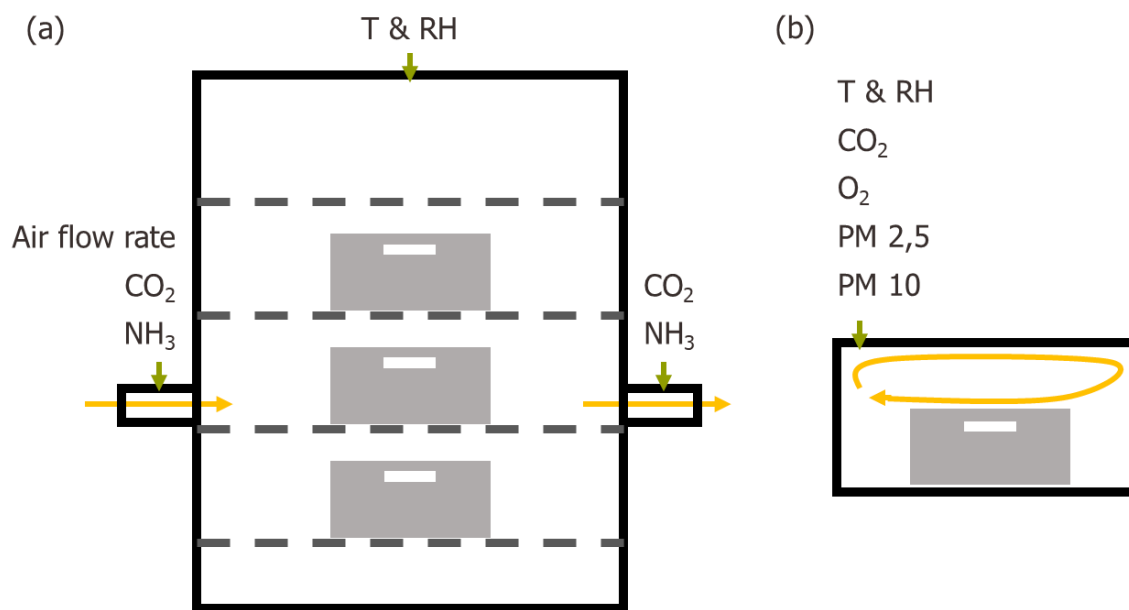 (a)
T & RH
Air flow rate
CO₂
NH₃
CO₂
NH₃
(b)
T & RH
CO₂
O₂
PM 2,5
PM 10